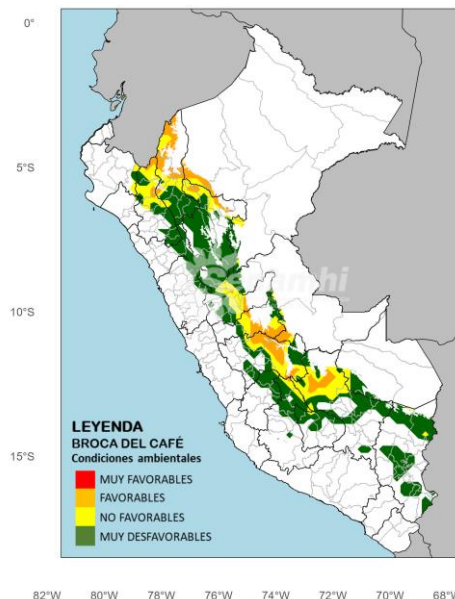 0°
5°S
10°S
15°S
Senamhi
LEYENDA
BROCA DEL CAFÉ
Condiciones ambientales
MUY FAVORABLES
FAVORABLES
NO FAVORABLES
MUY DESFAVORABLES
82°W 80°W 78°W 76°W 74°W 72°W 70°W 68°W